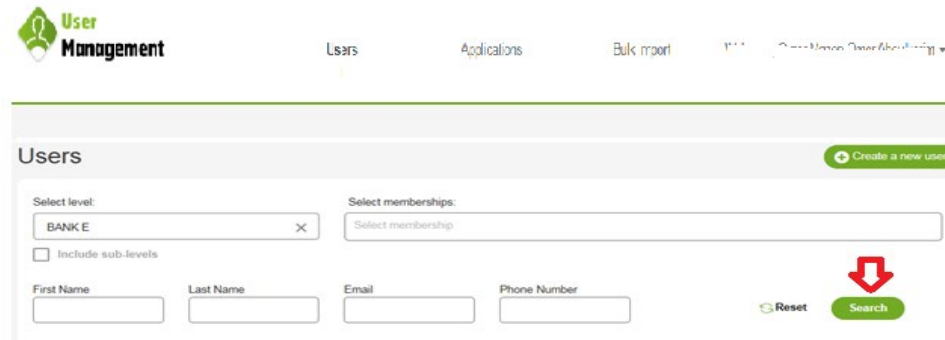 User
Management
Users Applications Bulk Import
Users
Create a new user
Select level: Select memberships:
BANK E Select membership
Include sub-levels
First Name Last Name Email Phone Number
Reset Search